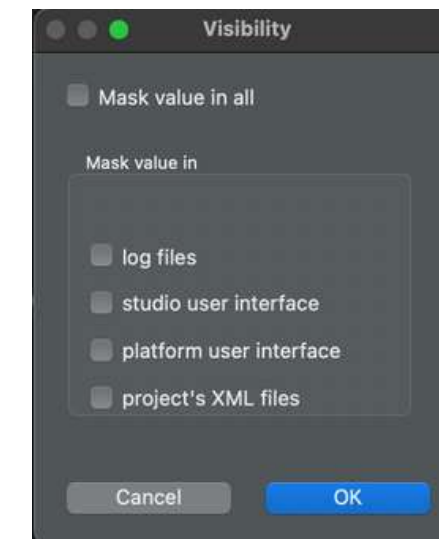 Visibility
Mask value in all
Mask value in
log files
studio user interface
platform user interface
project's XML files
Cancel OK